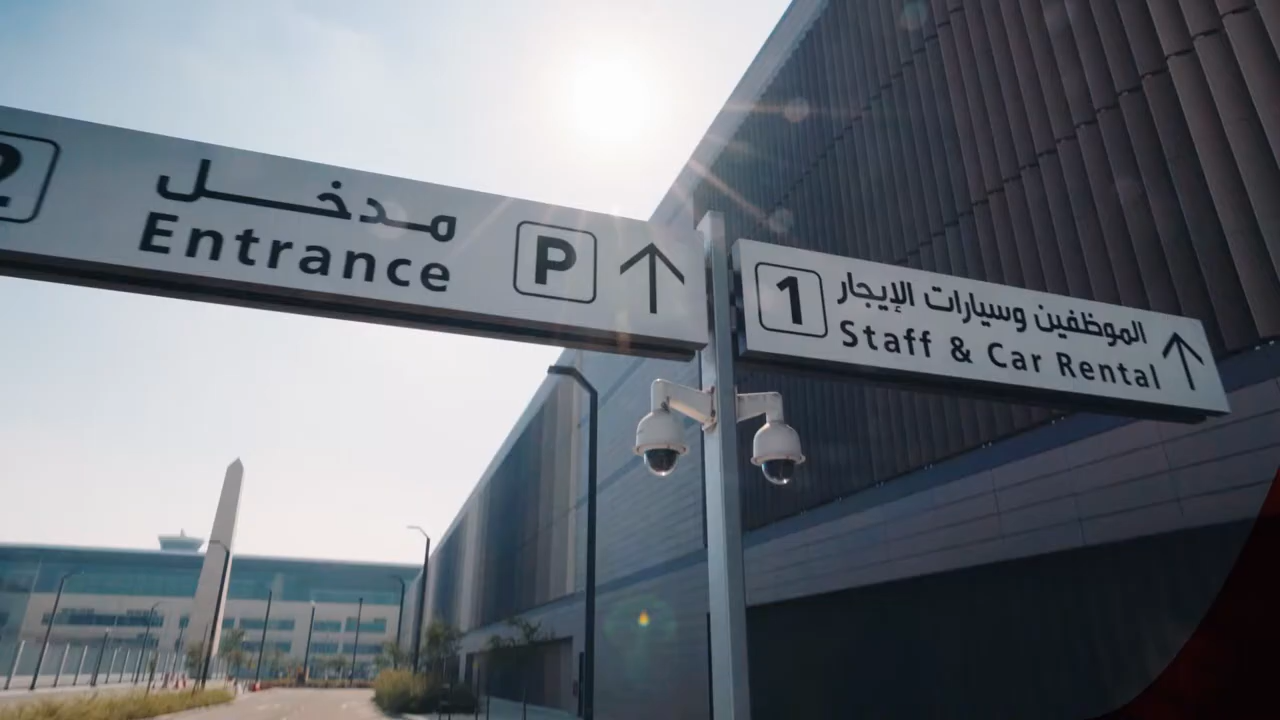 2
مدخل
Entrance
P
1
الموظفين وسيارات الإيجار
Staff & Car Rental